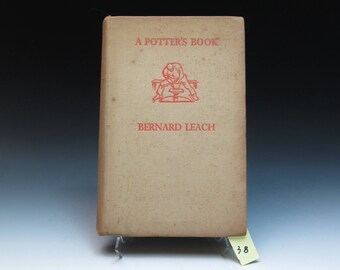 A POTTER'S BOOK
BERNARD LEACH
38